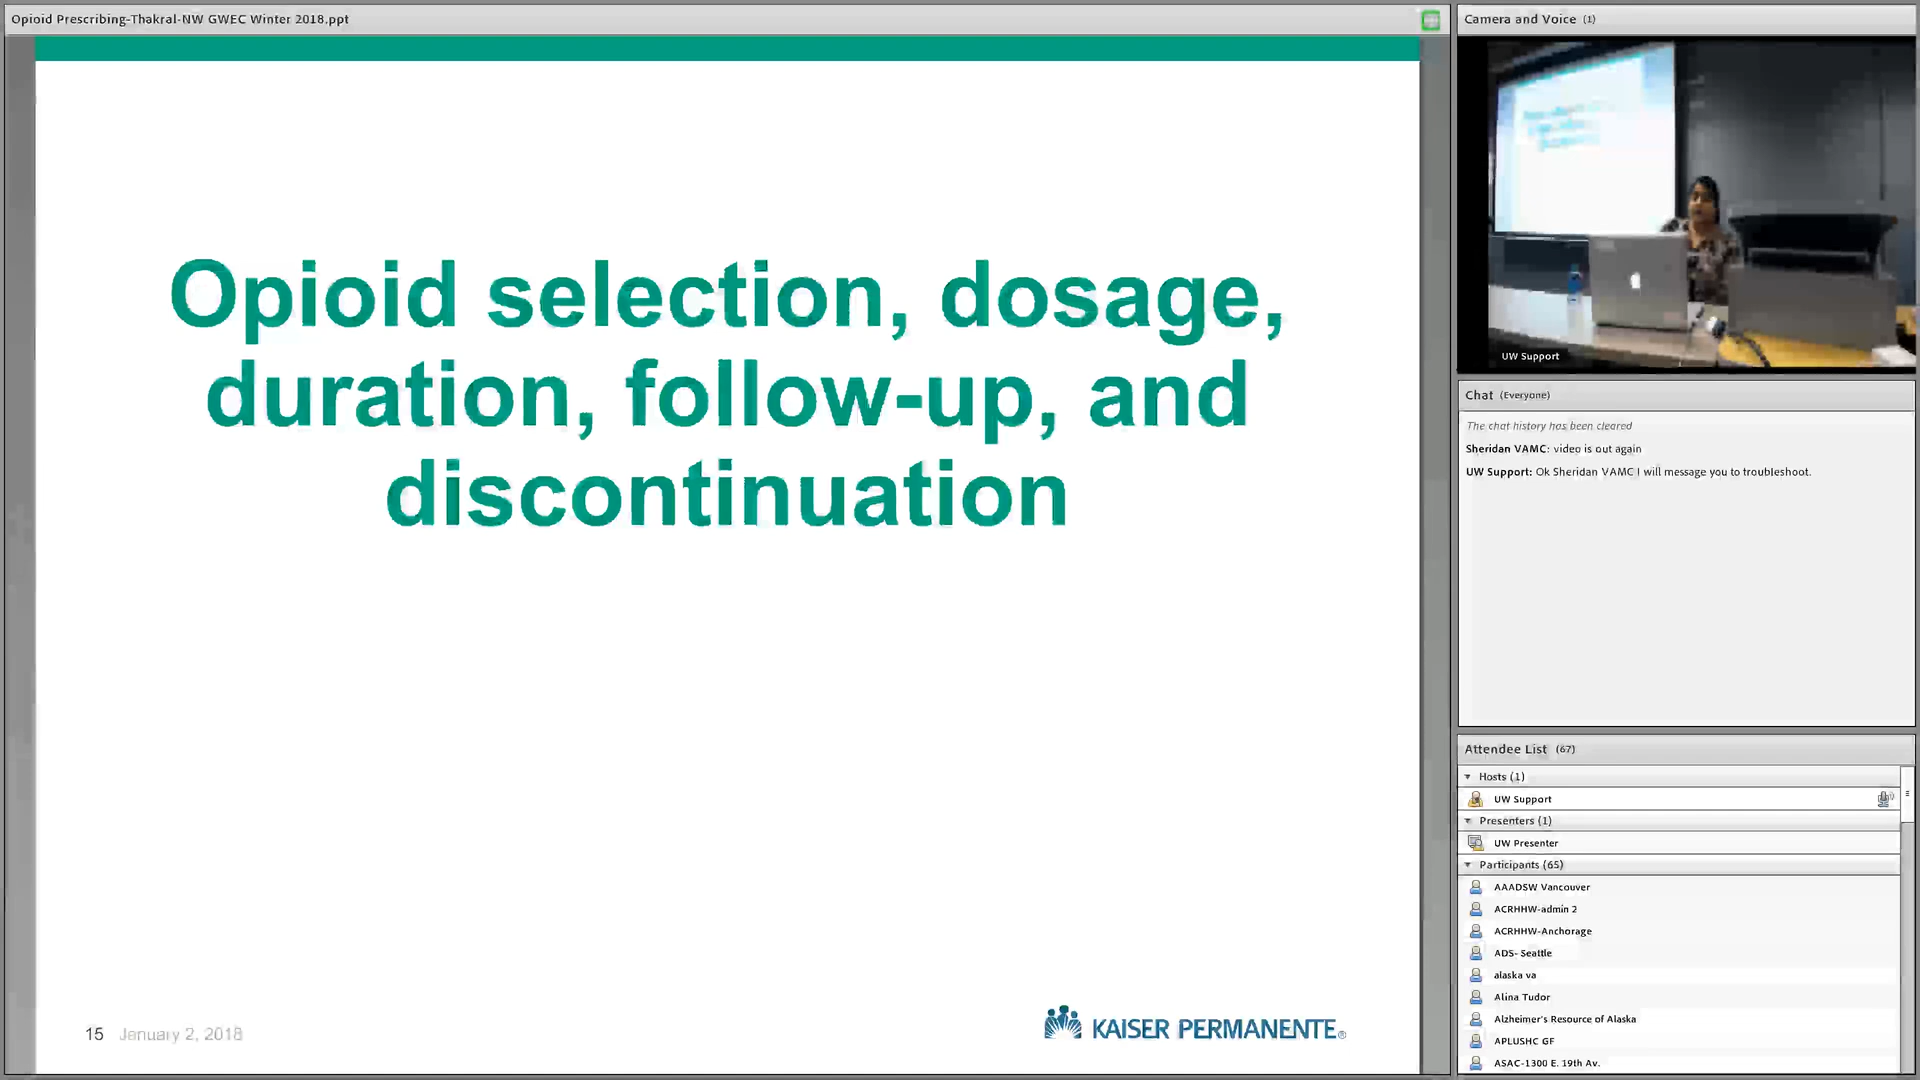 Opioid Prescribing-Thakral-NW GWEC Winter 2018.ppt
Opioid selection, dosage,
duration, follow-up, and
discontinuation
15 January 2, 2018
KAISER PERMANENTE®
Camera and Voice (1)
UW Support
Chat (Everyone)
The chat history has been cleared
Sheridan VAMC: video is out again
UW Support: Ok Sheridan VAMC I will message you to troubleshoot.
Attendee List (67)
Hosts (1)
UW Support
Presenters (1)
UW Presenter
Participants (65)
AAADSW Vancouver
ACRHHW-admin 2
ACRHHW-Anchorage
ADS- Seattle
alaska va
Alina Tudor
Alzheimer's Resource of Alaska
APLUSHC GF
ASAC-1300 E. 19th Av.